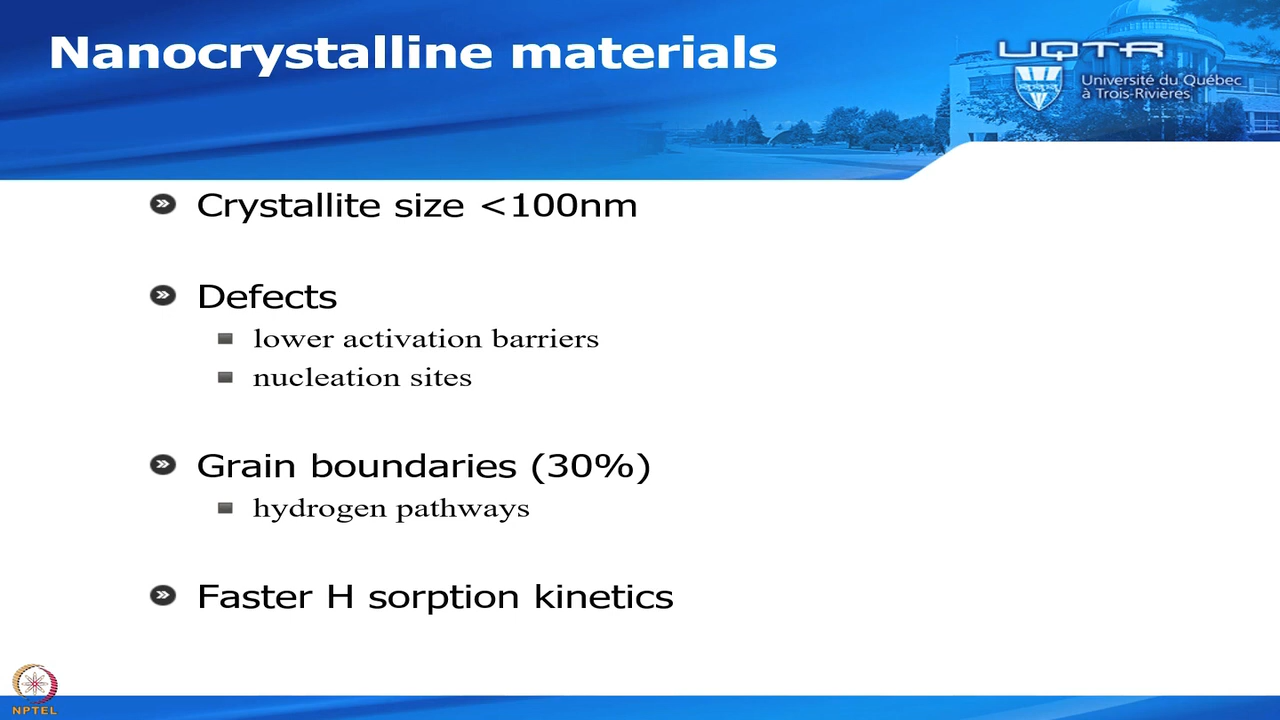 Nanocrystalline materials
UQTR
Université du Québec
à Trois-Rivières
Crystallite size <100nm
Defects
lower activation barriers
nucleation sites
Grain boundaries (30%)
hydrogen pathways
Faster H sorption kinetics
NPTEL